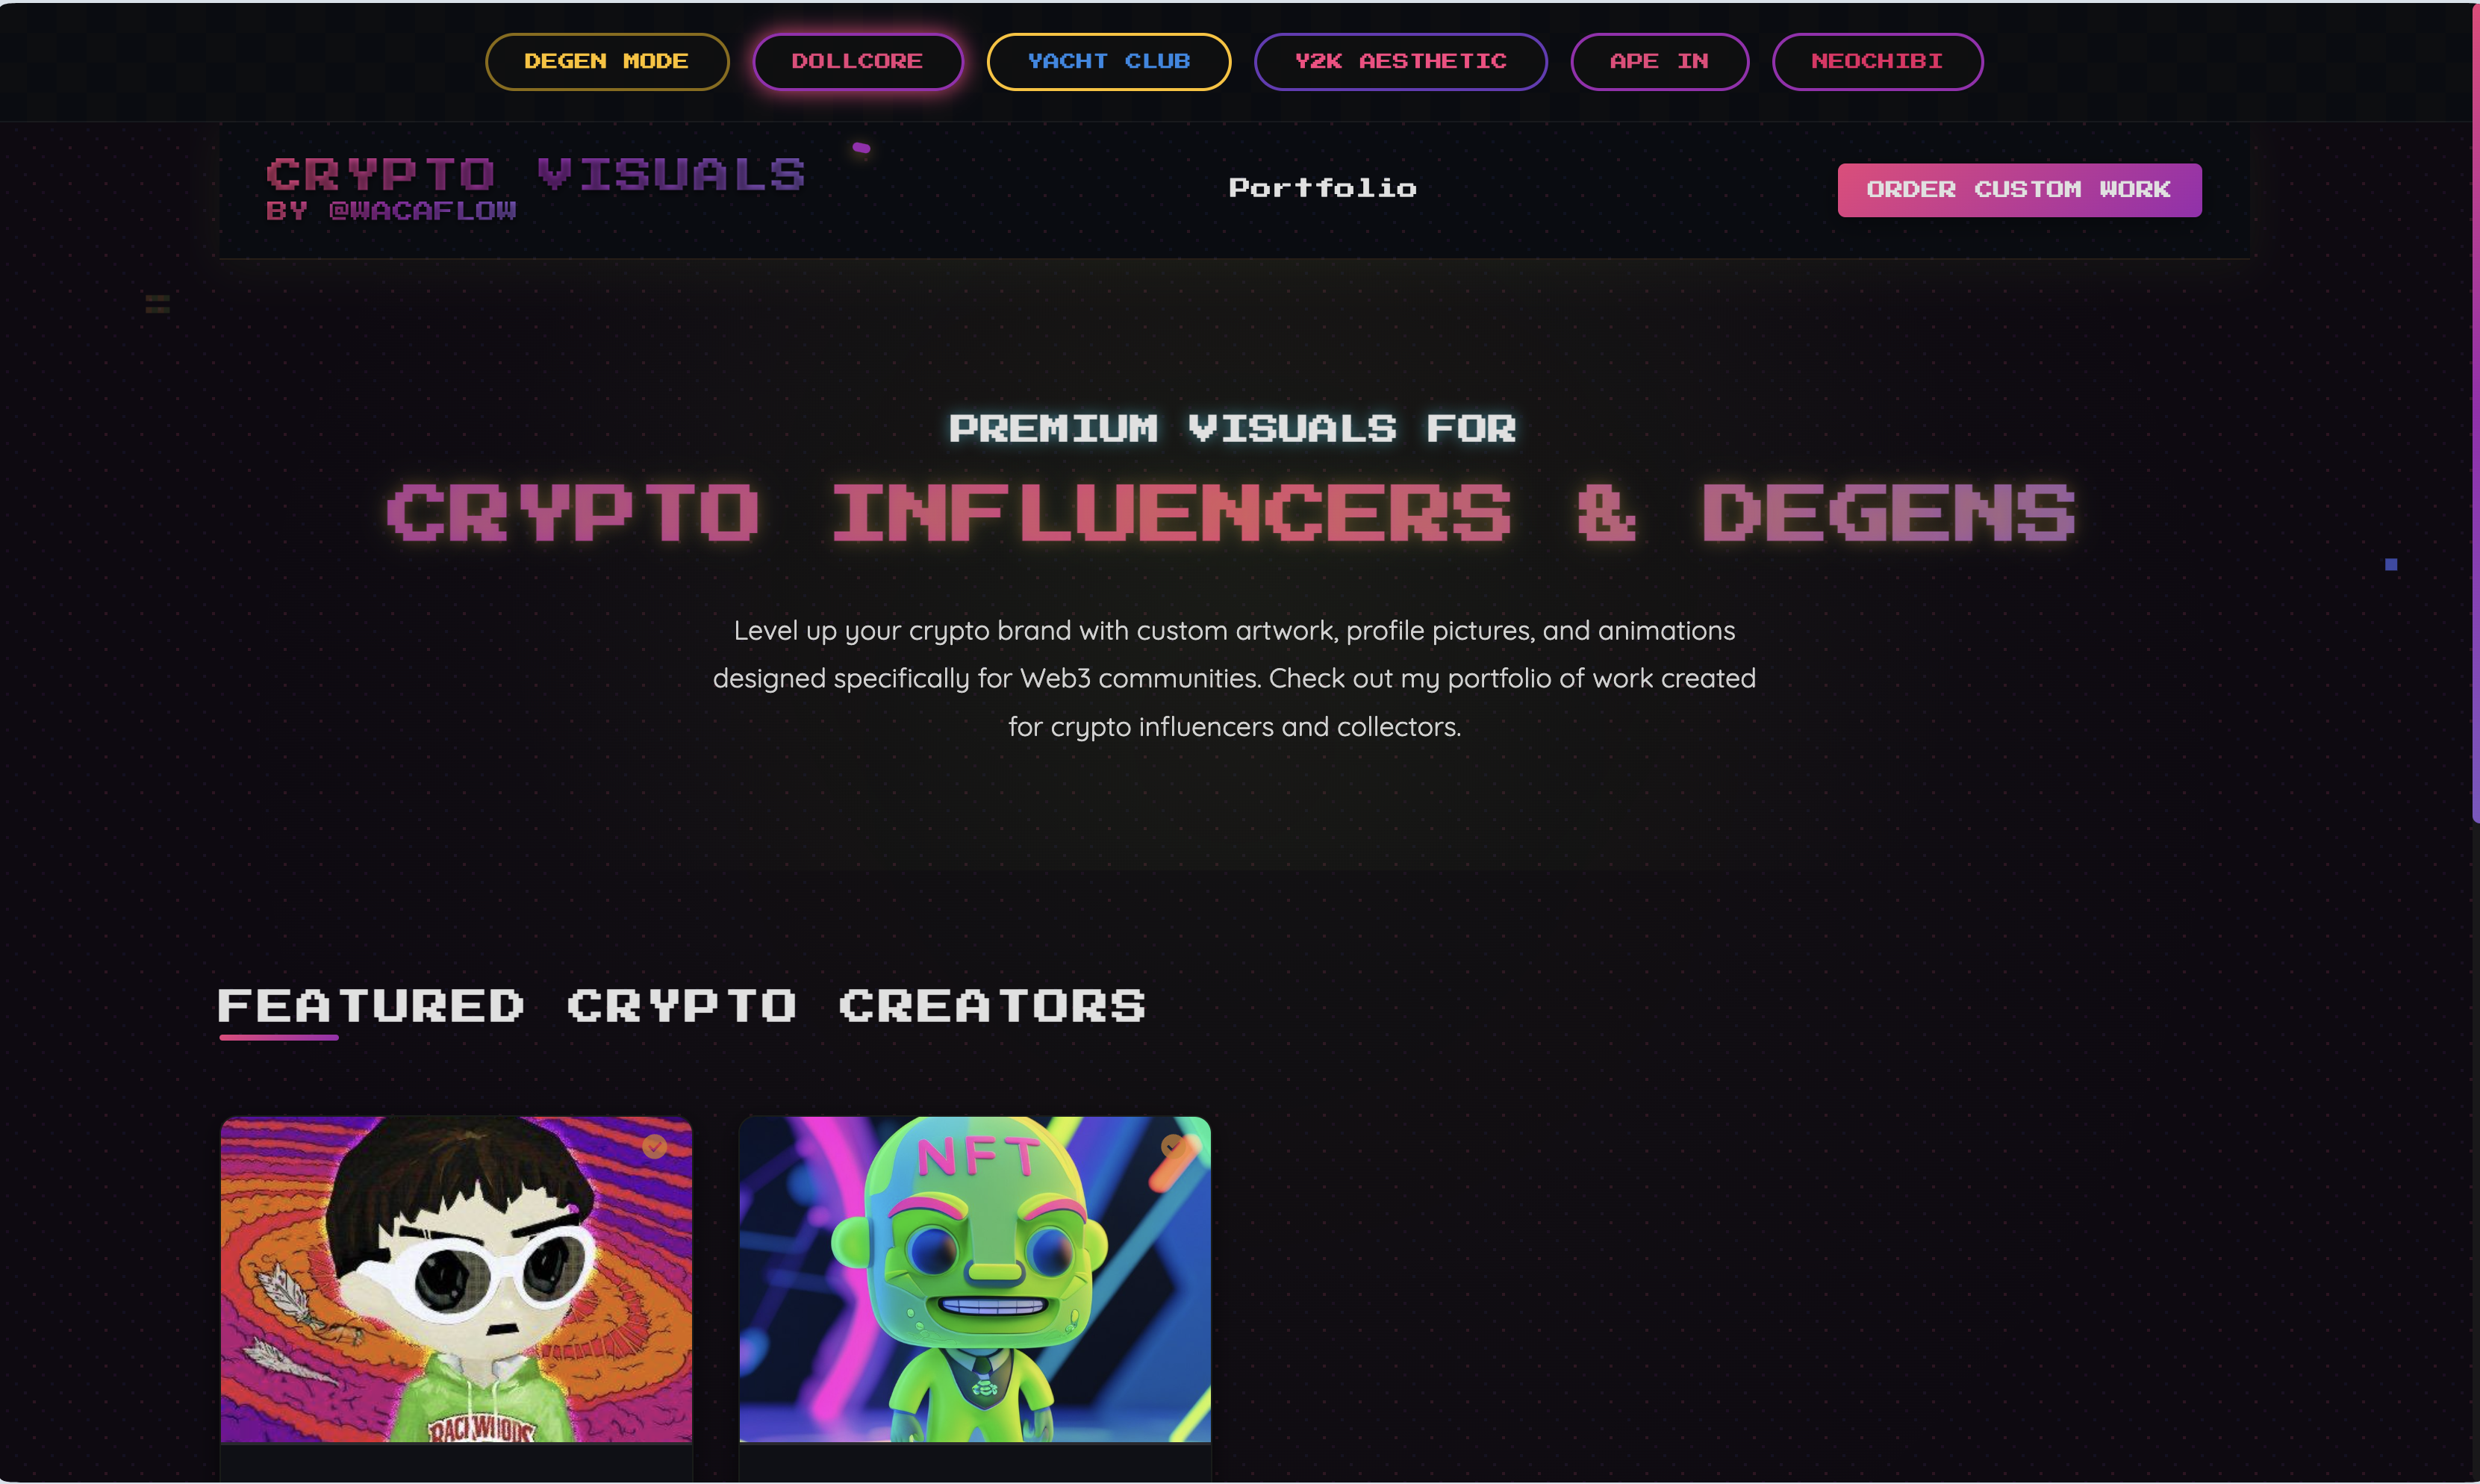 DEGEN MODE
DOLLCORE
YACHT CLUB
Y2K AESTHETIC
APE IN
NEOCHIBI
CRYPTO VISUALS
BY @WACAFLOW
Portfolio
ORDER CUSTOM WORK
PREMIUM VISUALS FOR
CRYPTO INFLUENCERS & DEGENS
Level up your crypto brand with custom artwork, profile pictures, and animations
designed specifically for Web3 communities. Check out my portfolio of work created
for crypto influencers and collectors.
FEATURED CRYPTO CREATORS
NFT
BACKWOODS